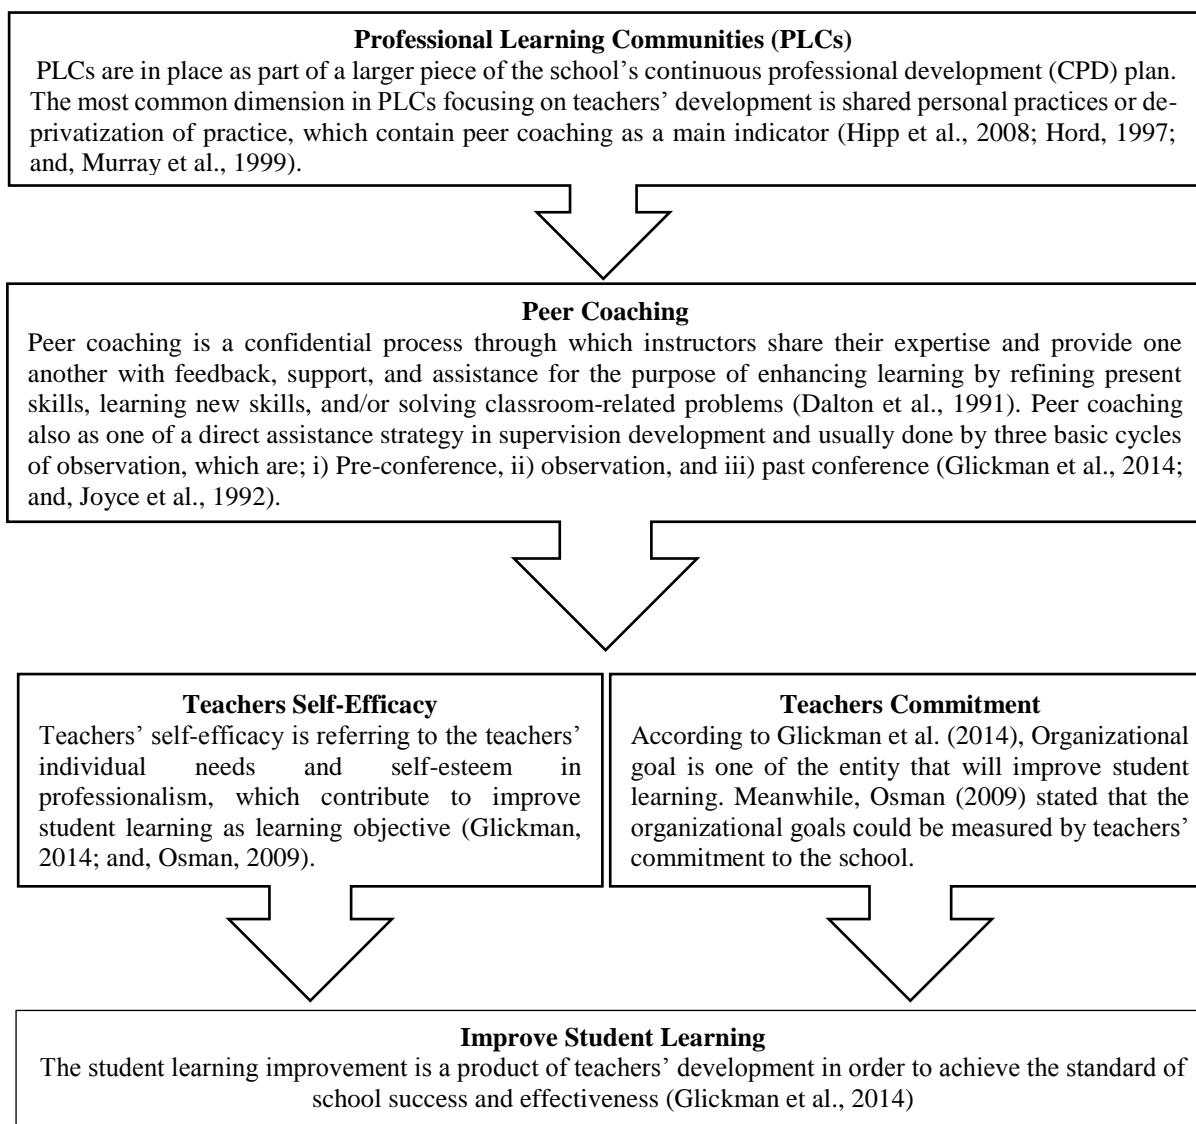 Professional Learning Communities (PLCs)
PLCs are in place as part of a larger piece of the school’s continuous professional development (CPD) plan.
The most common dimension in PLCs focusing on teachers’ development is shared personal practices or de-
privatization of practice, which contain peer coaching as a main indicator (Hipp et al., 2008; Hord, 1997;
and, Murray et al., 1999).
Peer Coaching
Peer coaching is a confidential process through which instructors share their expertise and provide one
another with feedback, support, and assistance for the purpose of enhancing learning by refining present
skills, learning new skills, and/or solving classroom-related problems (Dalton et al., 1991). Peer coaching
also as one of a direct assistance strategy in supervision development and usually done by three basic cycles
of observation, which are; i) Pre-conference, ii) observation, and iii) past conference (Glickman et al., 2014;
and, Joyce et al., 1992).
Teachers Self-Efficacy
Teachers’ self-efficacy is referring to the teachers’
individual needs and self-esteem in
professionalism, which contribute to improve
student learning as learning objective (Glickman,
2014; and, Osman, 2009).
Teachers Commitment
According to Glickman et al. (2014), Organizational
goal is one of the entity that will improve student
learning. Meanwhile, Osman (2009) stated that the
organizational goals could be measured by teachers’
commitment to the school.
Improve Student Learning
The student learning improvement is a product of teachers’ development in order to achieve the standard of
school success and effectiveness (Glickman et al., 2014)